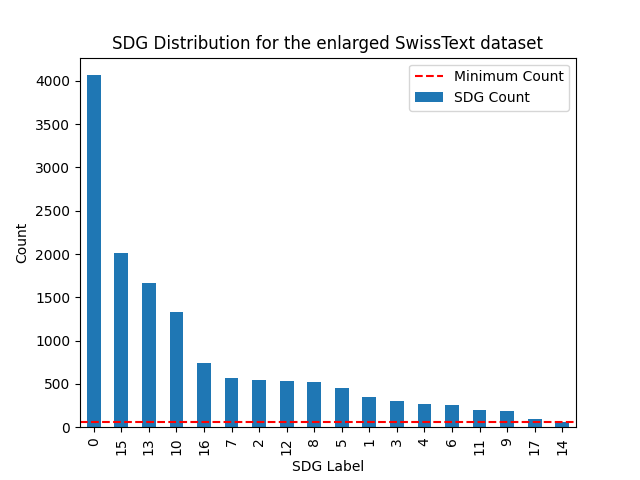 SDG Distribution for the enlarged SwissText dataset
Minimum Count
SDG Count
Count
4000
3500
3000
2500
2000
1500
1000
500
0
0 15 13 10 16 7 2 12 8 5 1 3 4 6 11 9 17 14
SDG Label